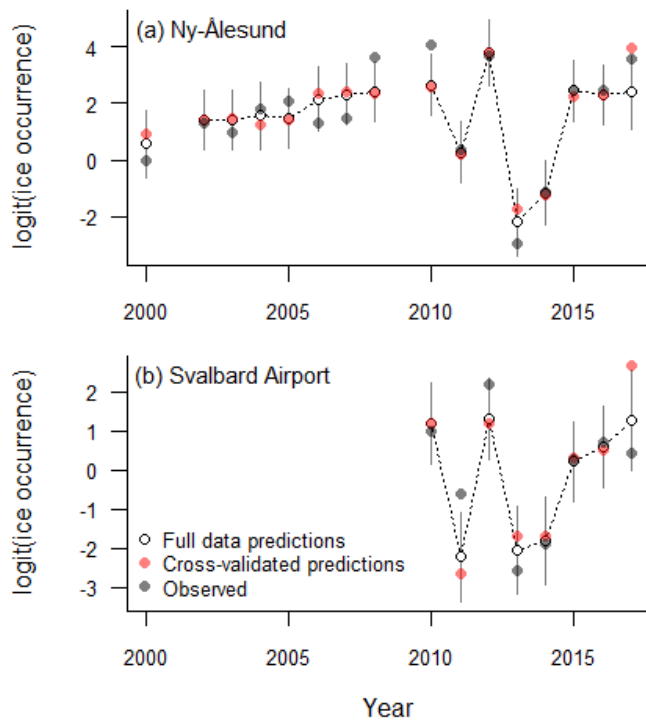 (a) Ny-Ålesund
logit(ice occurrence)
4
2
0
-2
2000
2005
2010
2015
(b) Svalbard Airport
logit(ice occurrence)
2
1
0
-1
-2
-3
Full data predictions
Cross-validated predictions
Observed
2000
2005
2010
2015
Year